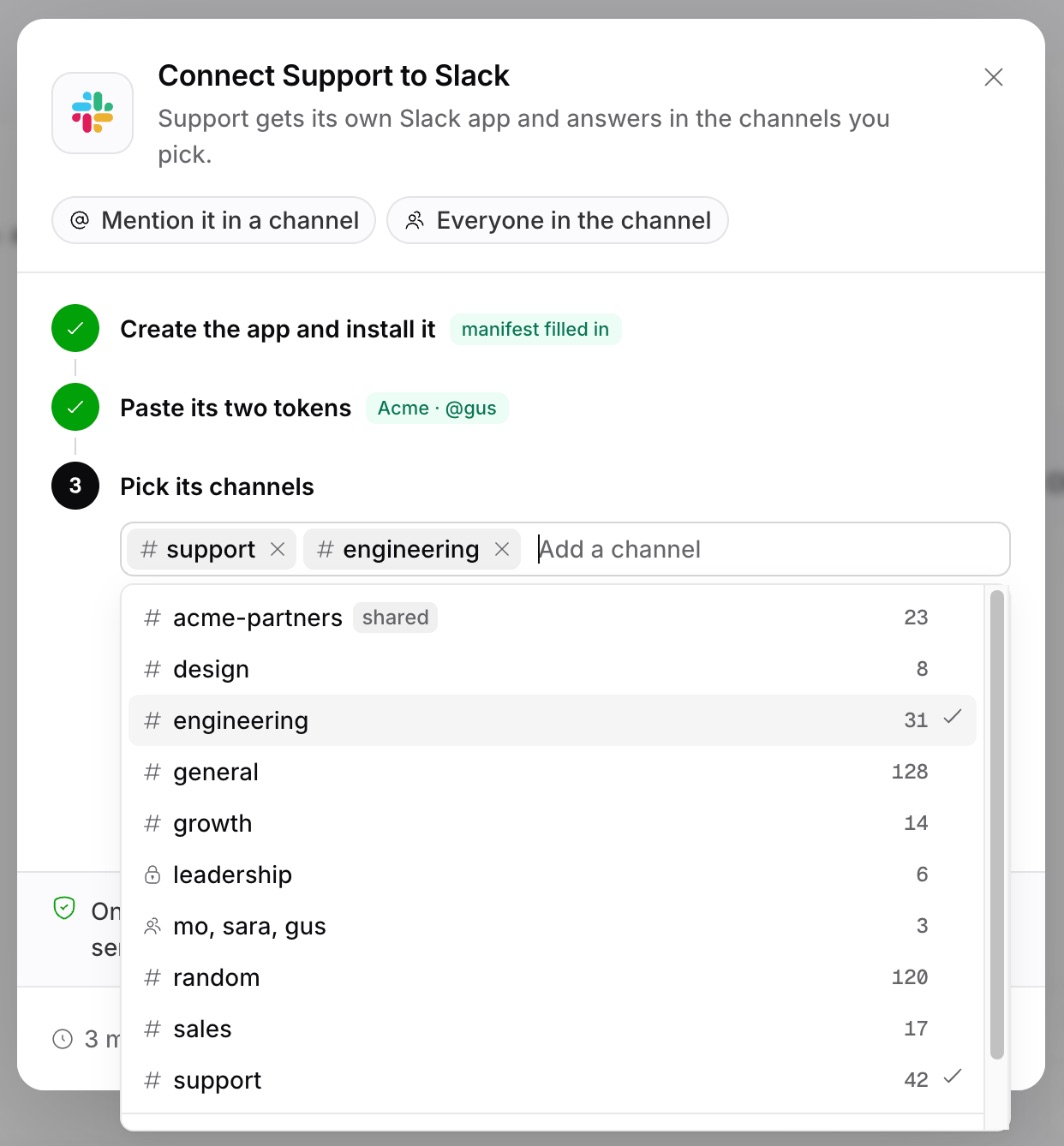 Connect Support to Slack
Support gets its own Slack app and answers in the channels you
pick.
Mention it in a channel
Everyone in the channel
Create the app and install it manifest filled in
Paste its two tokens Acme · @gus
3 Pick its channels
# support # engineering Add a channel
# acme-partners shared 23
# design 8
# engineering 31
# general 128
# growth 14
leadership 6
mo, sara, gus 3
# random 120
# sales 17
# support 42
3